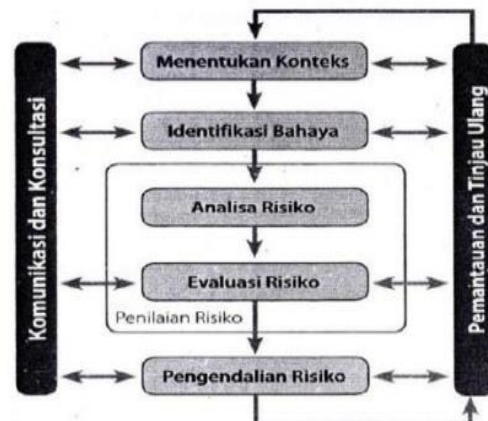 Komunikasi dan Konsultasi
Menentukan Konteks
Identifikasi Bahaya
Analisa Risiko
Evaluasi Risiko
Penilaian Risiko
Pengendalian Risiko
Pemantauan dan Tinjau Ulang